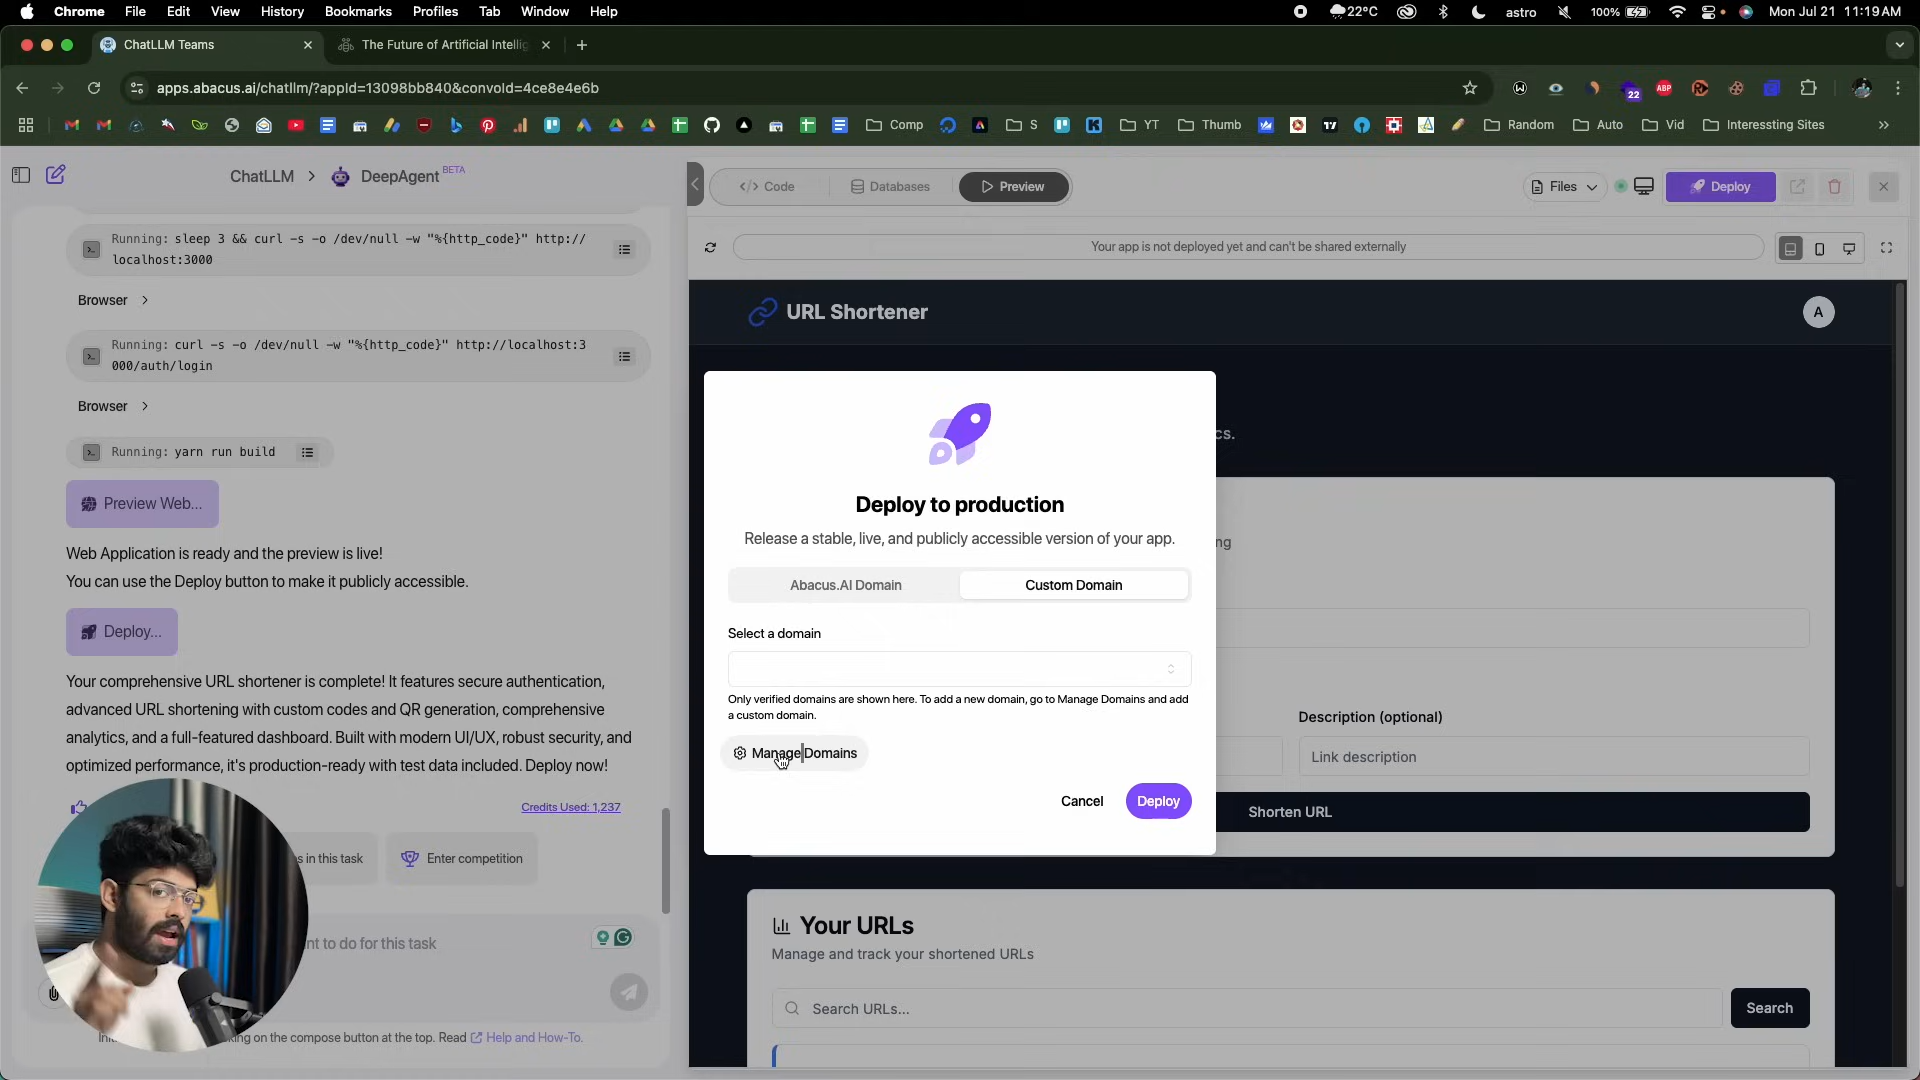 Chrome File Edit View History Bookmarks Profiles Tab Window Help
22°C astro 100% Mon Jul 21 11:19 AM
ChatLLM Teams
The Future of Artificial Intellig
apps.abacus.ai/chatllm/?appId=13098bb840&convoId=4ce8e4e6b
22
ABP
Comp
S
YT
Thumb
Random
Auto
Vid
Interessting Sites
ChatLLM > DeepAgent BETA
Code
Databases
Preview
Files
Deploy
Running: sleep 3 && curl -s -o /dev/null -w "%{http_code}" http://
localhost:3000
Browser
Running: curl -s -o /dev/null -w "%{http_code}" http://localhost:3
000/auth/login
Browser
Running: yarn run build
Preview Web...
Web Application is ready and the preview is live!
You can use the Deploy button to make it publicly accessible.
Deploy...
Your comprehensive URL shortener is complete! It features secure authentication,
advanced URL shortening with custom codes and QR generation, comprehensive
analytics, and a full-featured dashboard. Built with modern UI/UX, robust security, and
optimized performance, it's production-ready with test data included. Deploy now!
Credits Used: 1,237
s in this task
Enter competition
nt to do for this task
king on the compose button at the top. Read Help and How-To.
Your app is not deployed yet and can't be shared externally
URL Shortener
A
cs.
ng
Deploy to production
Release a stable, live, and publicly accessible version of your app.
Abacus.AI Domain
Custom Domain
Select a domain
Only verified domains are shown here. To add a new domain, go to Manage Domains and add
a custom domain.
Manage Domains
Cancel
Deploy
Description (optional)
Link description
Shorten URL
Your URLs
Manage and track your shortened URLs
Search URLs...
Search